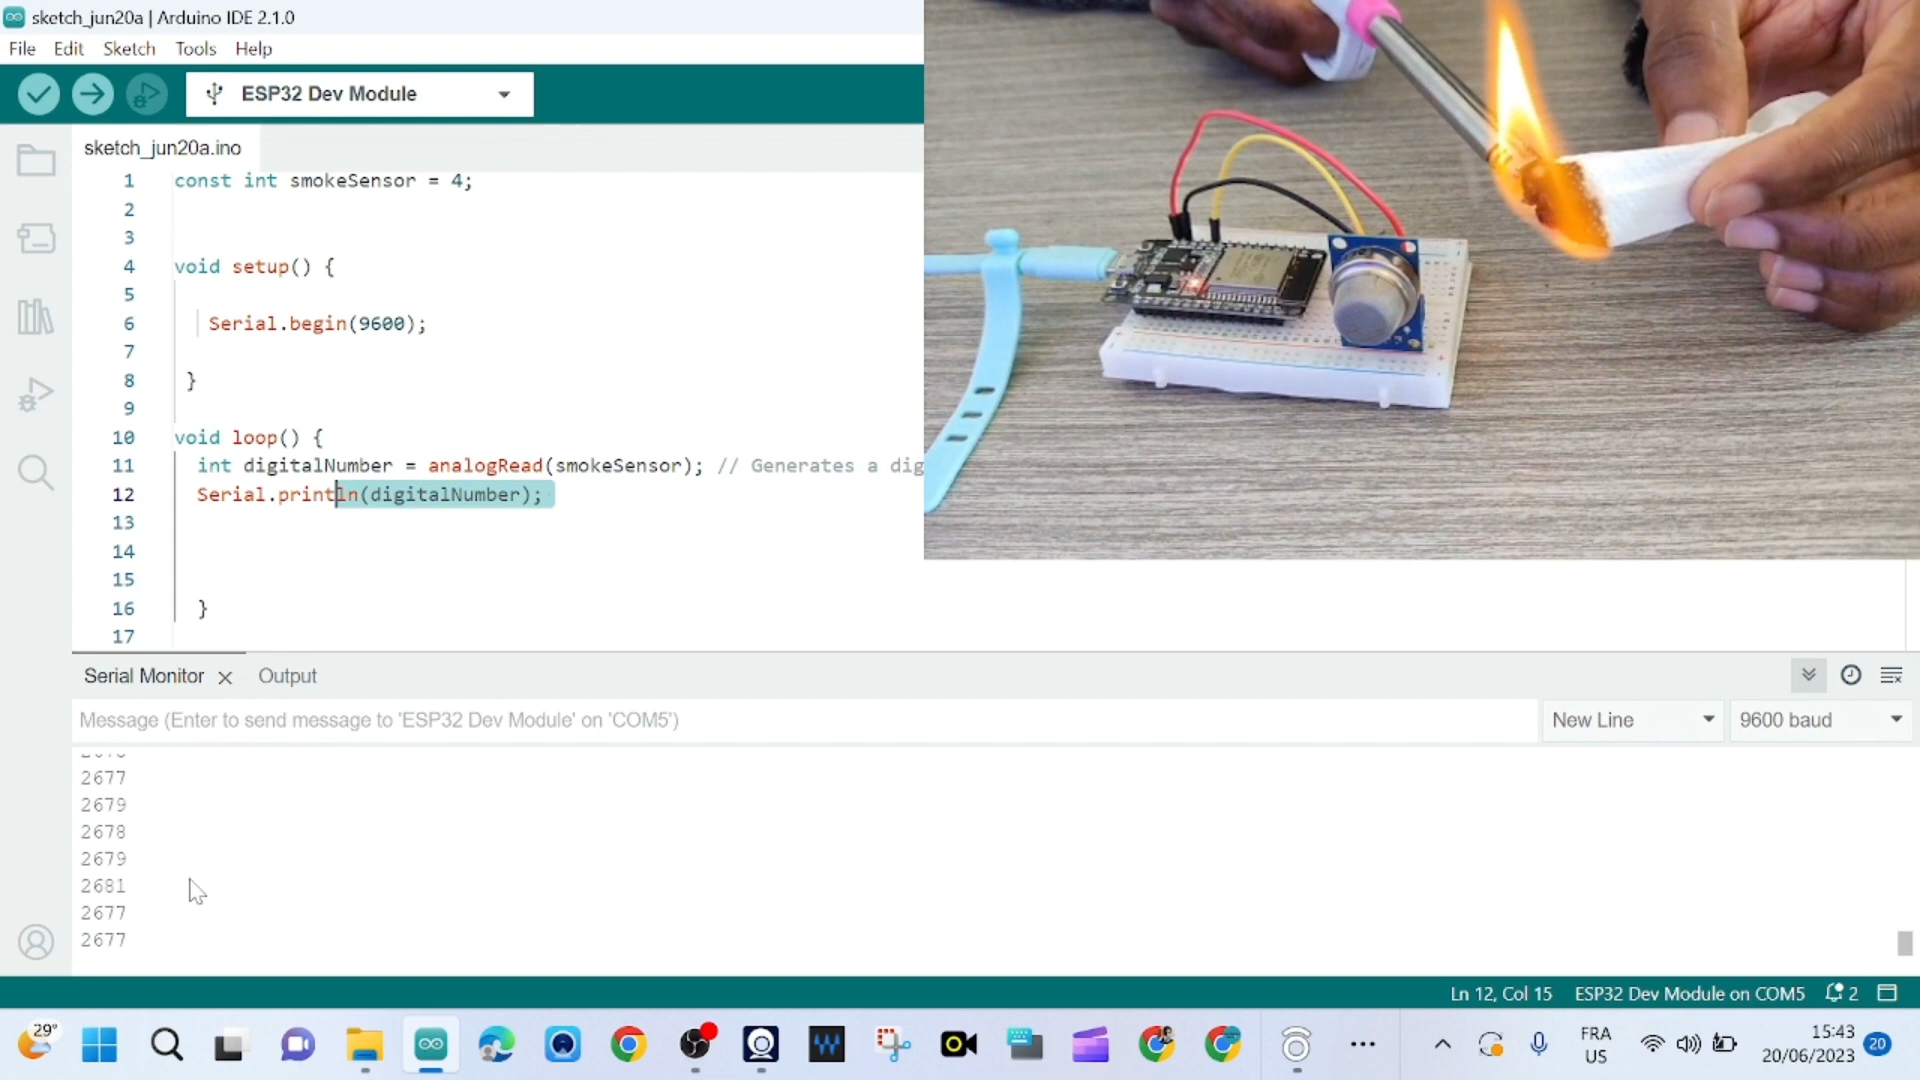 sketch_jun20a | Arduino IDE 2.1.0
File Edit Sketch Tools Help
ESP32 Dev Module
sketch_jun20a.ino
1 const int smokeSensor = 4;
2
3
4 void setup() {
5
6 Serial.begin(9600);
7
8 }
9
10 void loop() {
11 int digitalNumber = analogRead(smokeSensor); // Generates a dig
12 Serial.println(digitalNumber);
13
14
15
16 }
17
Serial Monitor Output
Message (Enter to send message to 'ESP32 Dev Module' on 'COM5')
New Line 9600 baud
2677
2679
2678
2679
2681
2677
2677
Ln 12, Col 15 ESP32 Dev Module on COM5 2
29°
FRA
US
15:43
20/06/2023
20